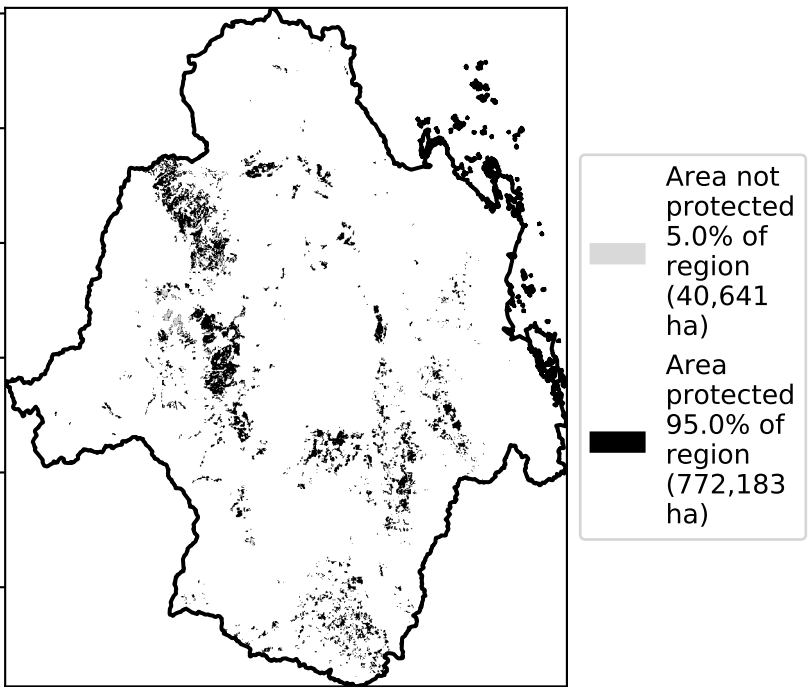 Area not
protected
5.0% of
region
(40,641
ha)
Area
protected
95.0% of
region
(772,183
ha)